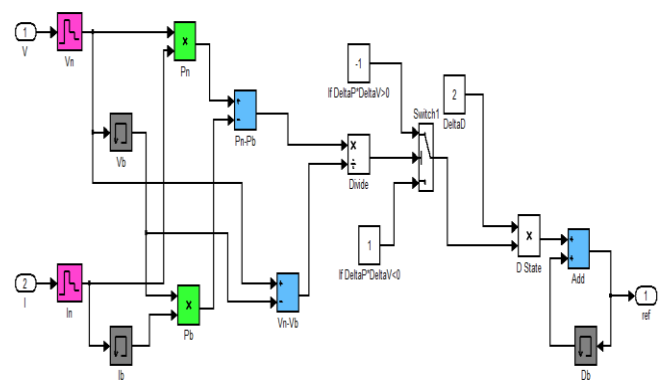 1
V
Vn
Vb
×
Pn
+
-
Pn-Pb
-1
If DeltaP*DeltaV>0
Switch1
2
DeltaD
×
÷
Divide
1
If DeltaP*DeltaV<0
×
D State
+
+
Add
1
ref
Db
2
I
In
Ib
×
Pb
+
-
Vn-Vb